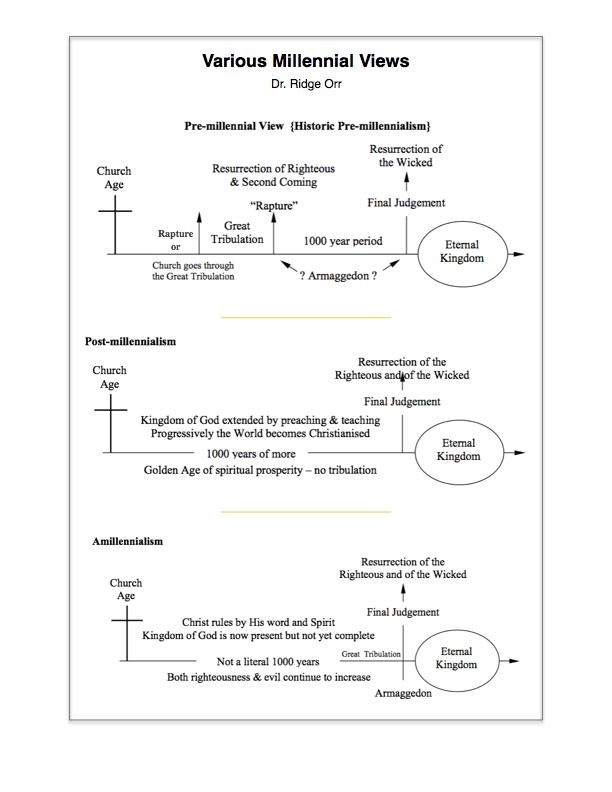 Various Millennial Views
Dr. Ridge Orr
Pre-millennial View {Historic Pre-millennialism}
Resurrection of
the Wicked
Church
Age
Resurrection of Righteous
& Second Coming
"Rapture"
Final Judgement
Rapture
or
Great
Tribulation
1000 year period
Eternal
Kingdom
Church goes through
the Great Tribulation
? Armaggedon ?
Post-millennialism
Resurrection of the
Righteous and of the Wicked
Church
Age
Final Judgement
Kingdom of God extended by preaching & teaching
Progressively the World becomes Christianised
1000 years of more
Eternal
Kingdom
Golden Age of spiritual prosperity – no tribulation
Amillennialism
Resurrection of the
Righteous and of the Wicked
Church
Age
Final Judgement
Christ rules by His word and Spirit
Kingdom of God is now present but not yet complete
Not a literal 1000 years
Great Tribulation
Eternal
Kingdom
Both righteousness & evil continue to increase
Armaggedon